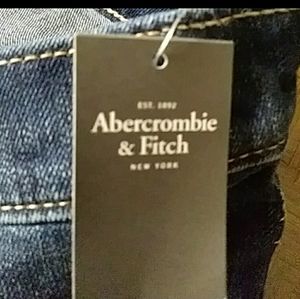 EST. 1892
Abercrombie
& Fitch
NEW YORK